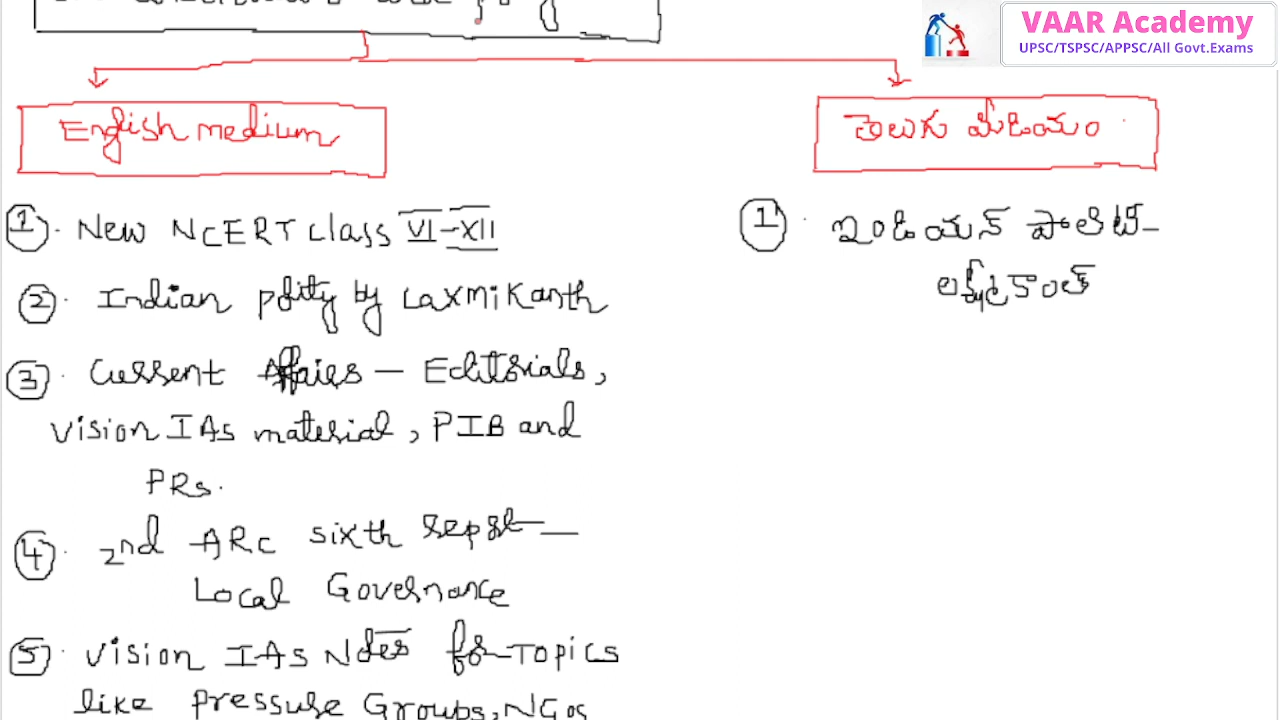 VAAR Academy
UPSC/TSPSC/APPSC/All Govt.Exams
English medium
తెలుగు మీడియం
① New NCERT class VI-XII
② Indian polity by LaxmiKanth
③ Current Affairs — Editorials,
vision IAS material, PIB and
PRs.
④ 2nd ARC sixth report —
Local Governance
⑤ vision IAS Notes for Topics
like pressure Groups, NGOs
① ఇండియన్ పాలిటీ-
లక్ష్మీకాంత్